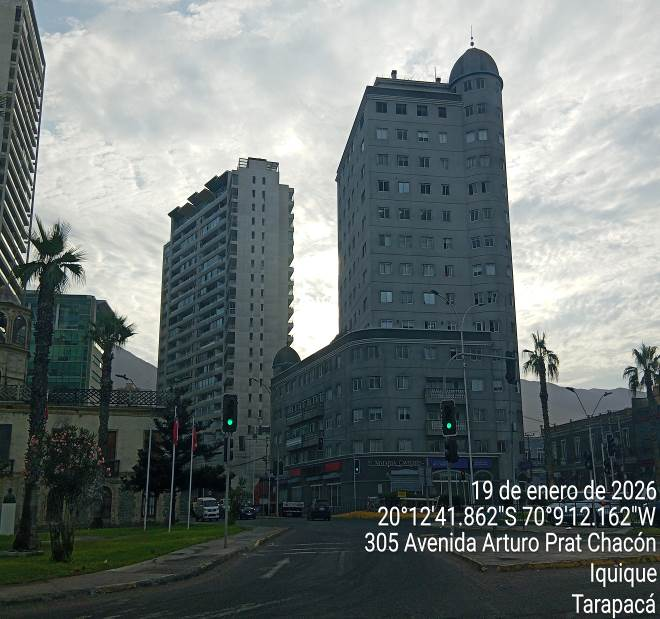 19 de enero de 2026
20°12'41.862"S 70°9'12.162"W
305 Avenida Arturo Prat Chacón
Iquique
Tarapacá